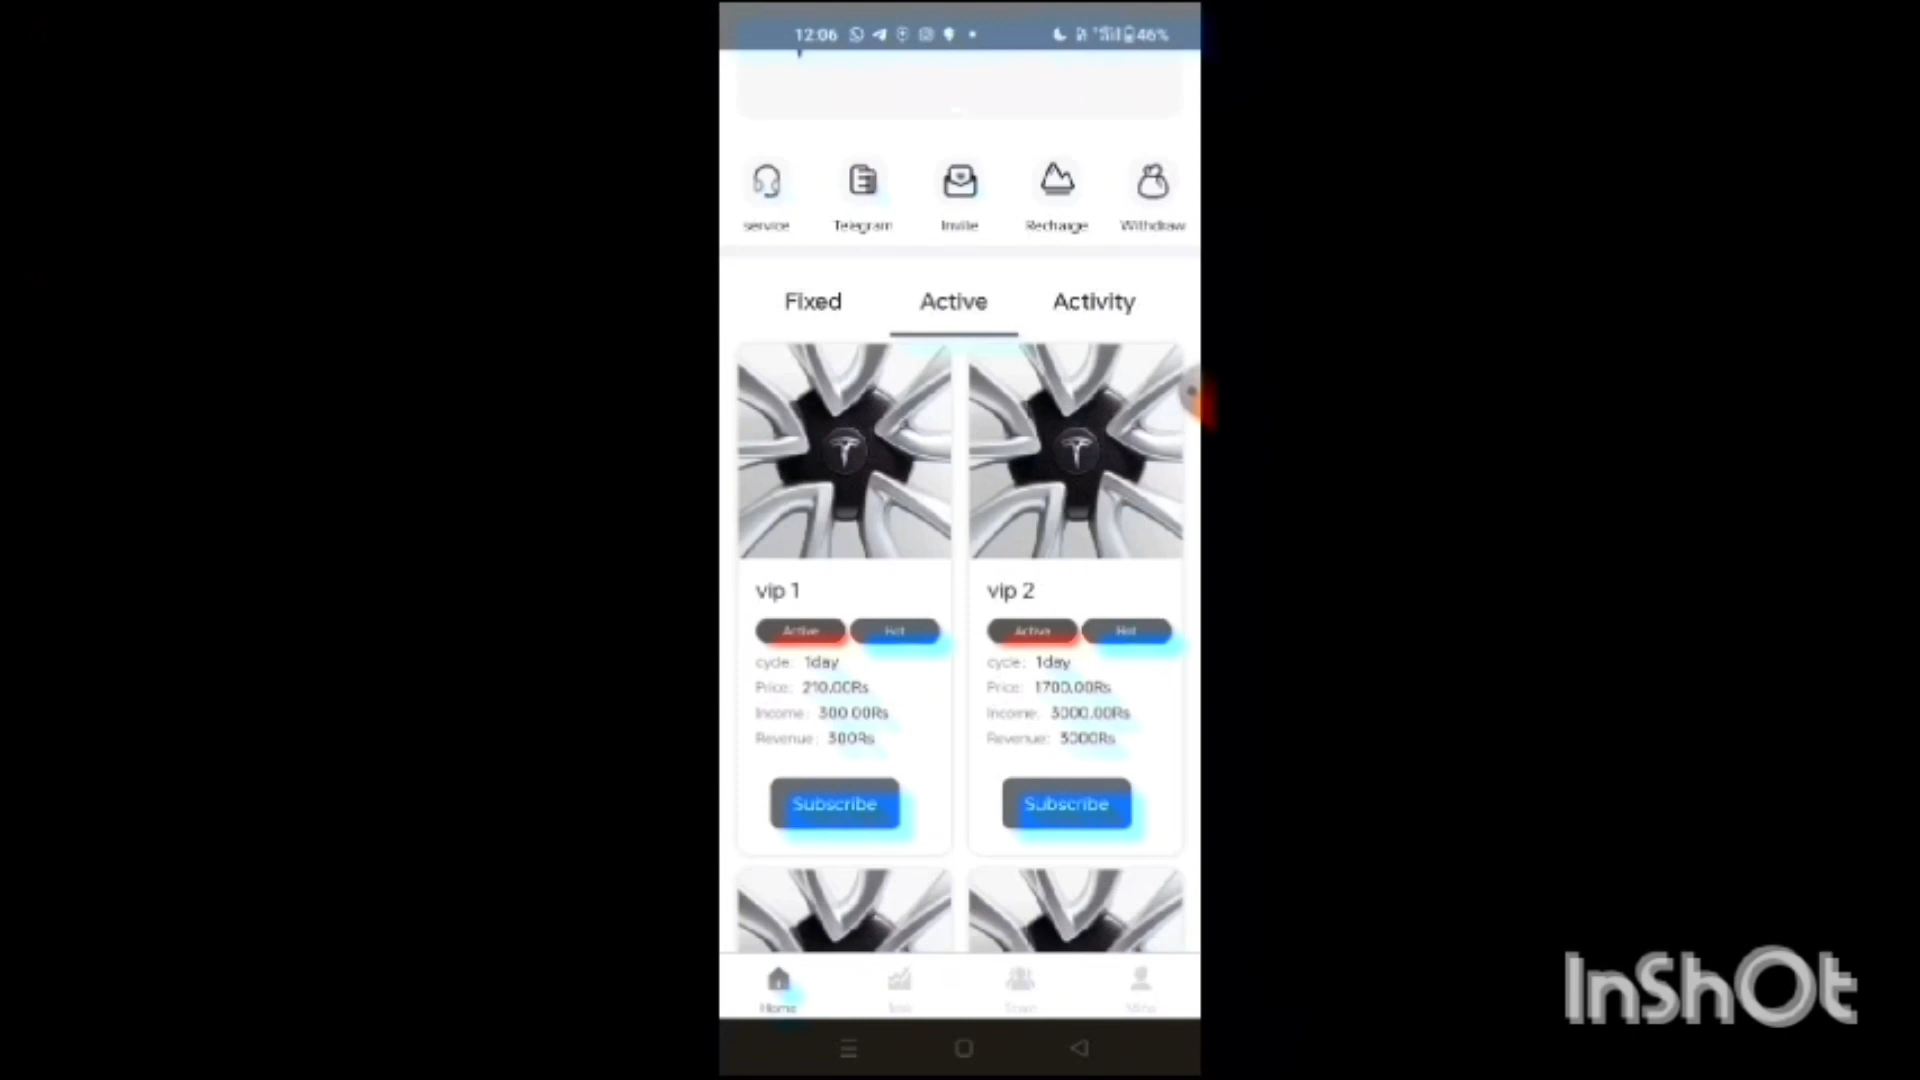 12:06 46%
service Telegram Invite Recharge Withdraw
Fixed Active Activity
vip 1
Active Hot
cycle: 1day
Price: 210.00Rs
Income: 300.00Rs
Revenue: 300Rs
Subscribe
vip 2
Active Hot
cycle: 1day
Price: 1700.00Rs
Income: 3000.00Rs
Revenue: 3000Rs
Subscribe
Home Team Mine
InShOt